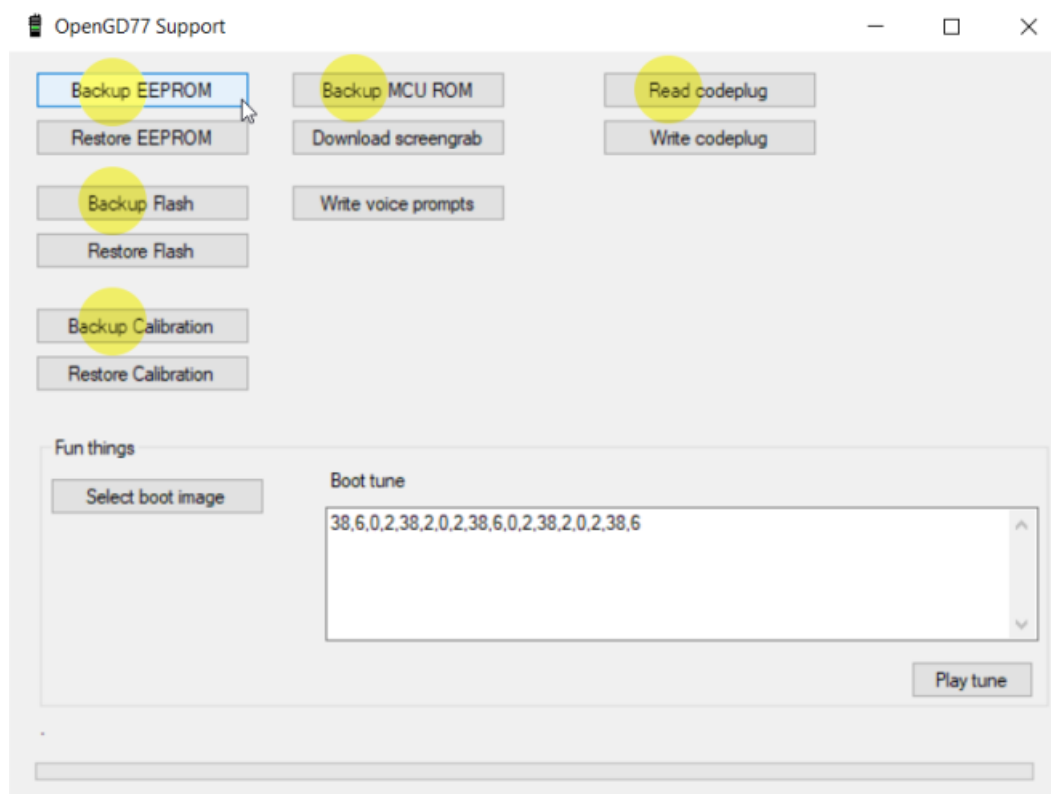 OpenGD77 Support
Backup EEPROM
Backup MCU ROM
Read codeplug
Restore EEPROM
Download screengrab
Write codeplug
Backup Flash
Write voice prompts
Restore Flash
Backup Calibration
Restore Calibration
Fun things
Select boot image
Boot tune
38,6,0,2,38,2,0,2,38,6,0,2,38,2,0,2,38,6
Play tune
.